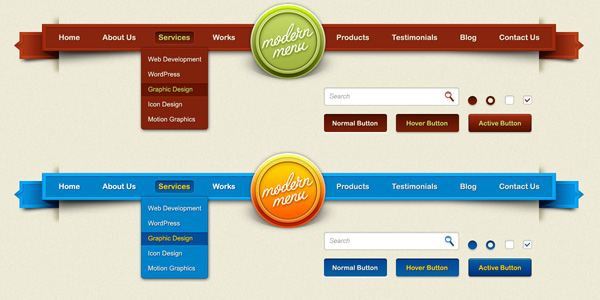 Home About Us Services Works modern menu Products Testimonials Blog Contact Us
Web Development
WordPress
Graphic Design
Icon Design
Motion Graphics
Search
Normal Button Hover Button Active Button
Home About Us Services Works modern menu Products Testimonials Blog Contact Us
Web Development
WordPress
Graphic Design
Icon Design
Motion Graphics
Search
Normal Button Hover Button Active Button